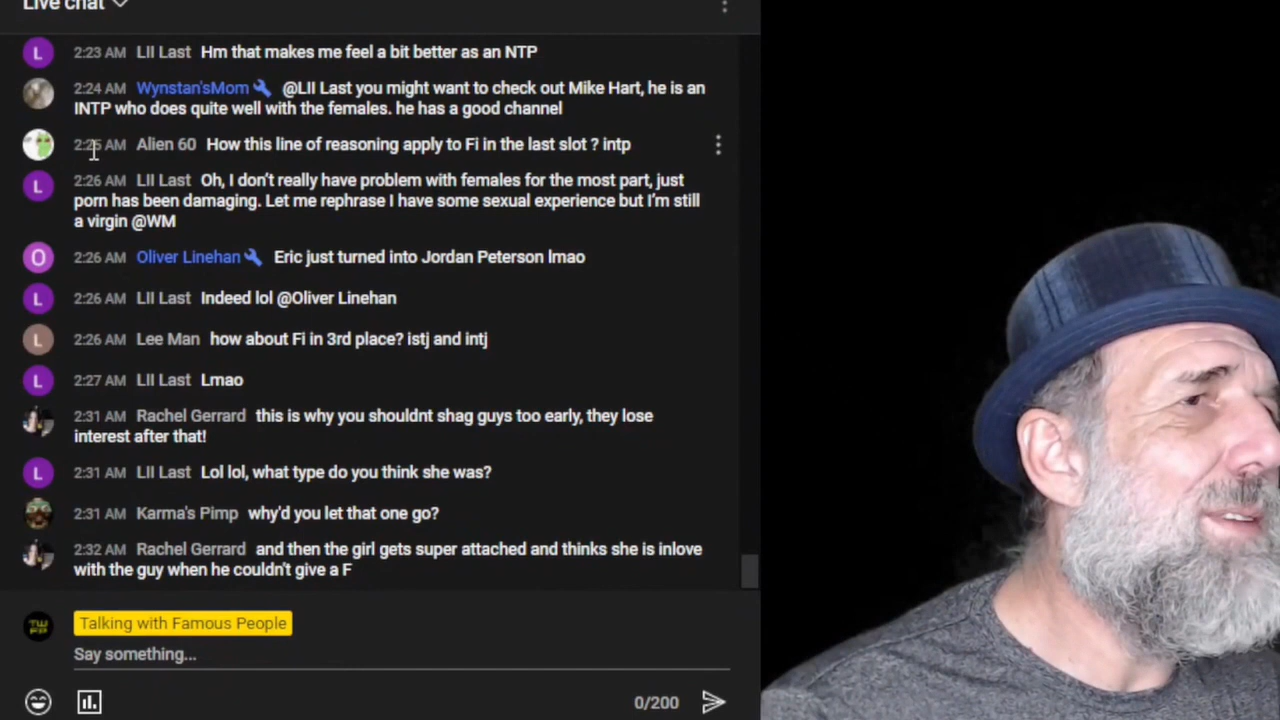 Live chat
L 2:23 AM Lil Last Hm that makes me feel a bit better as an NTP
2:24 AM Wynstan'sMom @Lil Last you might want to check out Mike Hart, he is an
INTP who does quite well with the females. he has a good channel
2:25 AM Alien 60 How this line of reasoning apply to Fi in the last slot ? intp
L 2:26 AM Lil Last Oh, I don't really have problem with females for the most part, just
porn has been damaging. Let me rephrase I have some sexual experience but I'm still
a virgin @WM
O 2:26 AM Oliver Linehan Eric just turned into Jordan Peterson lmao
L 2:26 AM Lil Last Indeed lol @Oliver Linehan
L 2:26 AM Lee Man how about Fi in 3rd place? istj and intj
L 2:27 AM Lil Last Lmao
2:31 AM Rachel Gerrard this is why you shouldnt shag guys too early, they lose
interest after that!
L 2:31 AM Lil Last Lol lol, what type do you think she was?
2:31 AM Karma's Pimp why'd you let that one go?
2:32 AM Rachel Gerrard and then the girl gets super attached and thinks she is inlove
with the guy when he couldn't give a F
TWFP Talking with Famous People
Say something...
0/200